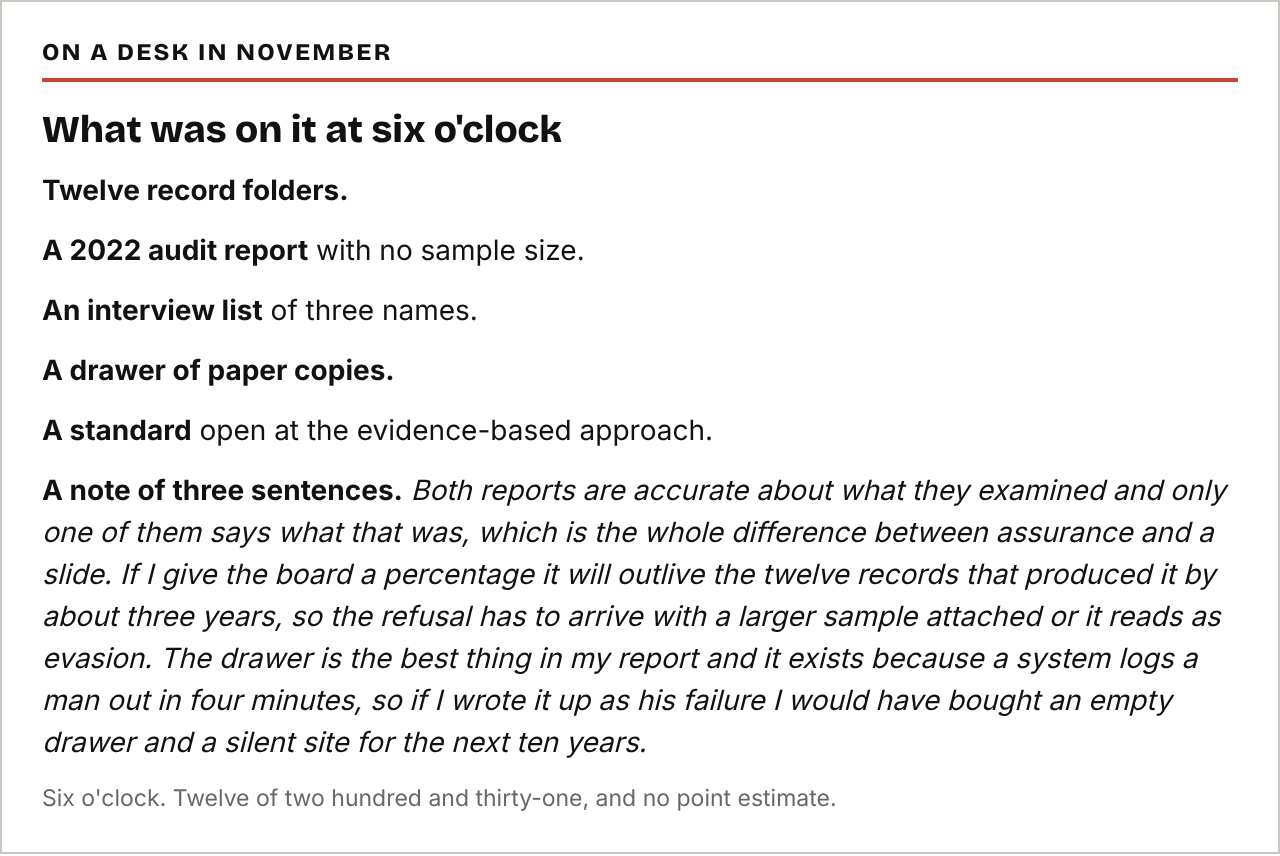 ON A DESK IN NOVEMBER
What was on it at six o'clock
Twelve record folders.
A 2022 audit report with no sample size.
An interview list of three names.
A drawer of paper copies.
A standard open at the evidence-based approach.
A note of three sentences. Both reports are accurate about what they examined and only
one of them says what that was, which is the whole difference between assurance and a
slide. If I give the board a percentage it will outlive the twelve records that produced it by
about three years, so the refusal has to arrive with a larger sample attached or it reads as
evasion. The drawer is the best thing in my report and it exists because a system logs a
man out in four minutes, so if I wrote it up as his failure I would have bought an empty
drawer and a silent site for the next ten years.
Six o'clock. Twelve of two hundred and thirty-one, and no point estimate.